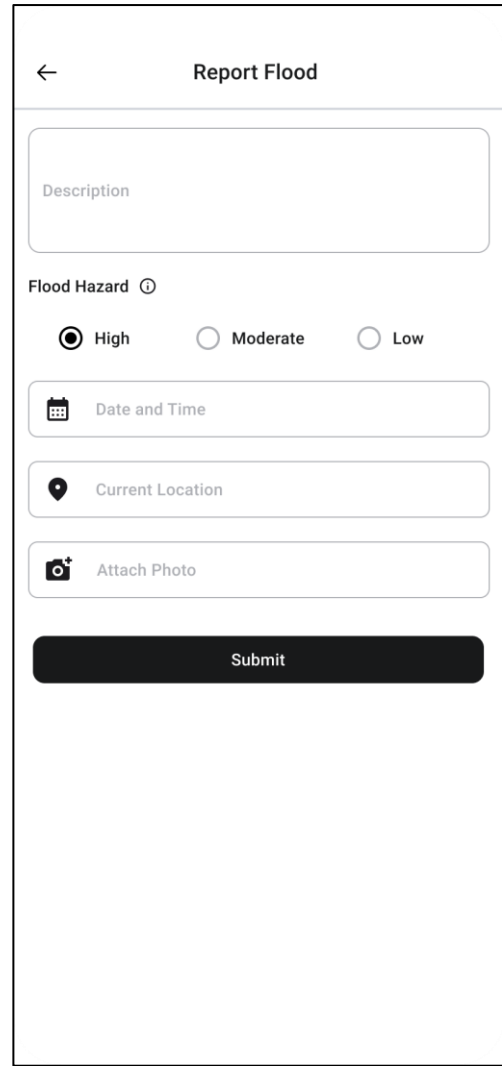 Report Flood
Description
Flood Hazard
High Moderate Low
Date and Time
Current Location
Attach Photo
Submit